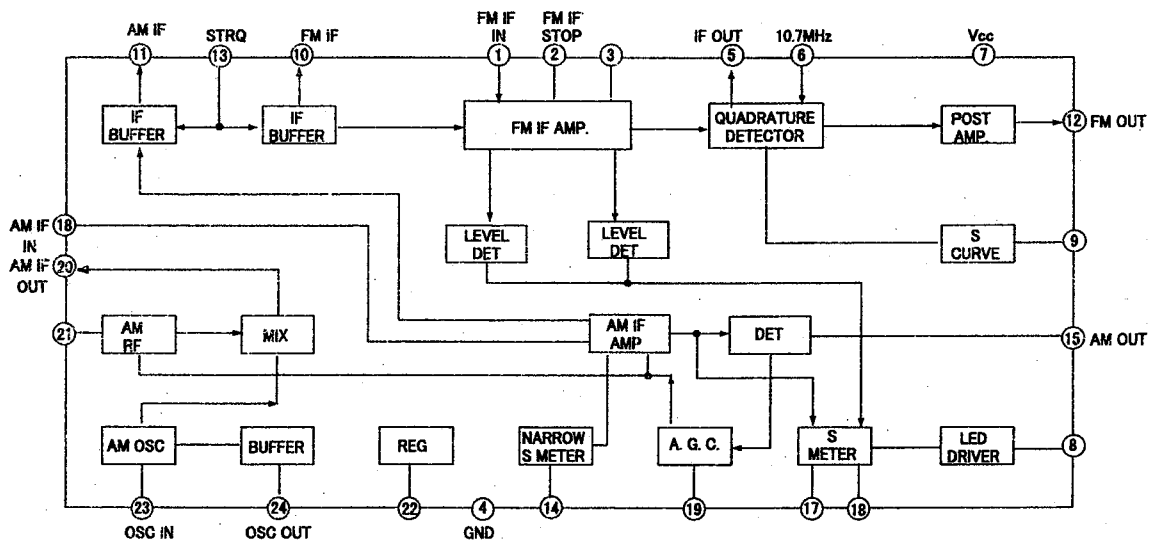 AM IF
STRQ
FM iF
FM IF
IN
FM IF
STOP
IF OUT
10.7MHz
Vcc
11
13
10
1
2
3
5
6
7
IF
BUFFER
IF
BUFFER
FM IF AMP.
QUADRATURE
DETECTOR
POST
AMP.
12 FM OUT
AM IF 18
IN
AM IF 20
OUT
LEVEL
DET
LEVEL
DET
S
CURVE
9
21
AM
RF
MIX
AM IF
AMP
DET
15 AM OUT
AM OSC
BUFFER
REG
NARROW
S METER
A. G. C.
S
METER
LED
DRIVER
8
23
24
22
4
14
19
17
18
OSC IN
OSC OUT
GND